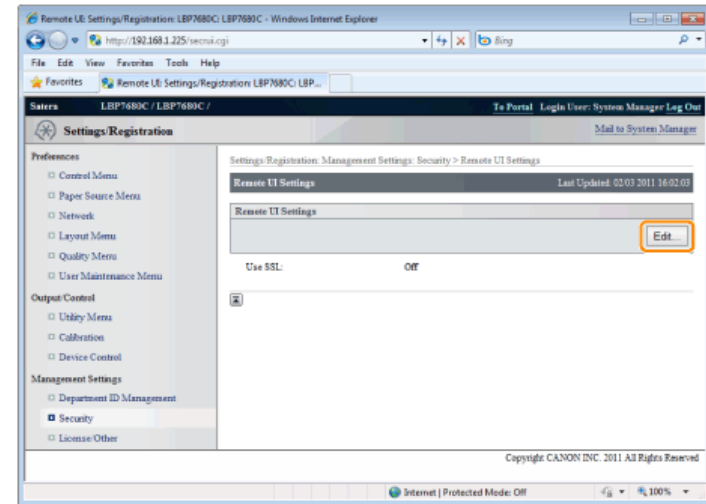 Remote UI: Settings/Registration: LBP7680C: LBP7680C - Windows Internet Explorer
http://192.168.1.225/secrui.cgi
Bing
File Edit View Favorites Tools Help
Favorites
Remote UI: Settings/Registration: LBP7680C: LBP...
Satera LBP7680C / LBP7680C /
To Portal Login User: System Manager Log Out
Settings/Registration
Mail to System Manager
Preferences
Control Menu
Paper Source Menu
Network
Layout Menu
Quality Menu
User Maintenance Menu
Output/Control
Utility Menu
Calibration
Device Control
Management Settings
Department ID Management
Security
License/Other
Settings/Registration: Management Settings: Security > Remote UI Settings
Remote UI Settings
Last Updated: 02/03 2011 16:02:03
Remote UI Settings
Edit...
Use SSL: Off
Copyright CANON INC. 2011 All Rights Reserved
Internet | Protected Mode: Off
100%